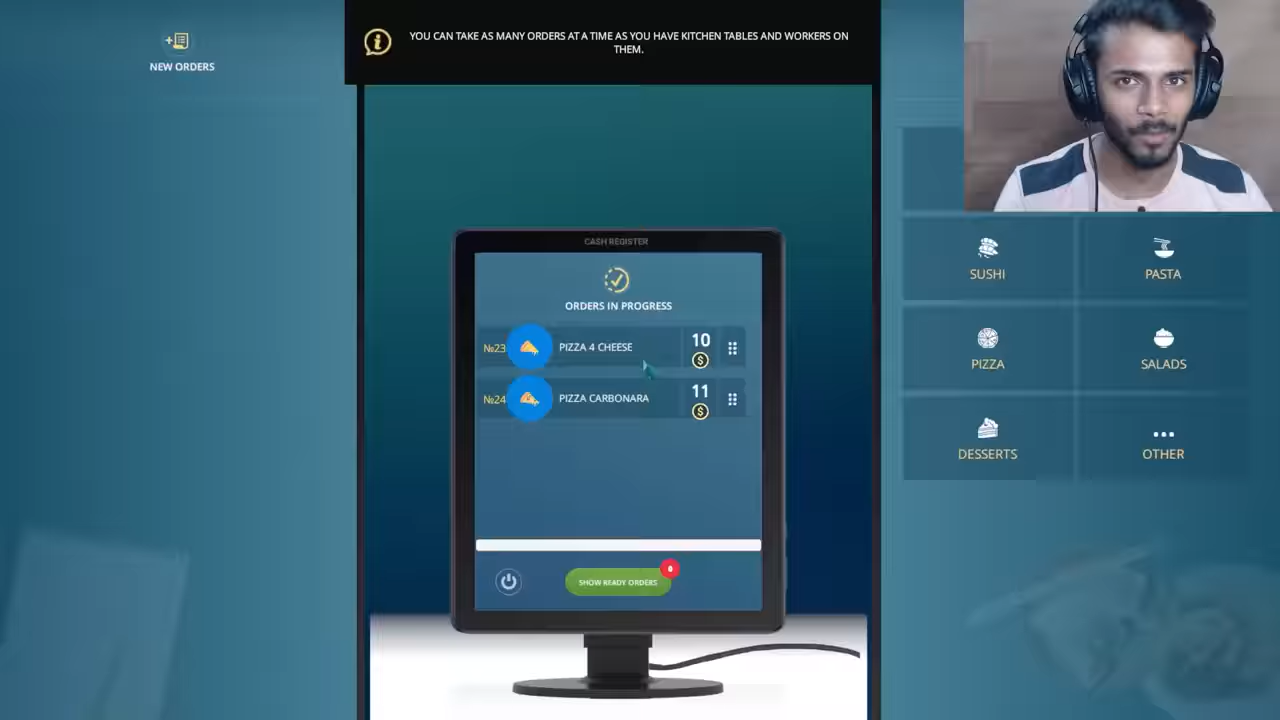 NEW ORDERS
YOU CAN TAKE AS MANY ORDERS AT A TIME AS YOU HAVE KITCHEN TABLES AND WORKERS ON
THEM.
CASH REGISTER
ORDERS IN PROGRESS
№23 PIZZA 4 CHEESE 10
$
№24 PIZZA CARBONARA 11
$
SHOW READY ORDERS
SUSHI
PASTA
PIZZA
SALADS
DESSERTS
OTHER